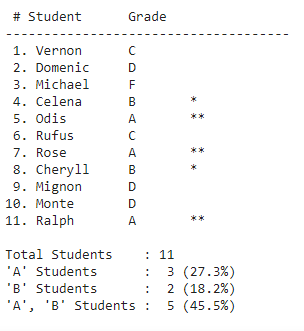 # Student      Grade
-----------------------------------
 1. Vernon      C
 2. Domenic     D
 3. Michael     F
 4. Celena      B       *
 5. Odis        A       **
 6. Rufus       C
 7. Rose        A       **
 8. Cheryll     B       *
 9. Mignon      D
10. Monte       D
11. Ralph       A       **

Total Students    : 11
'A' Students      :  3 (27.3%)
'B' Students      :  2 (18.2%)
'A', 'B' Students :  5 (45.5%)